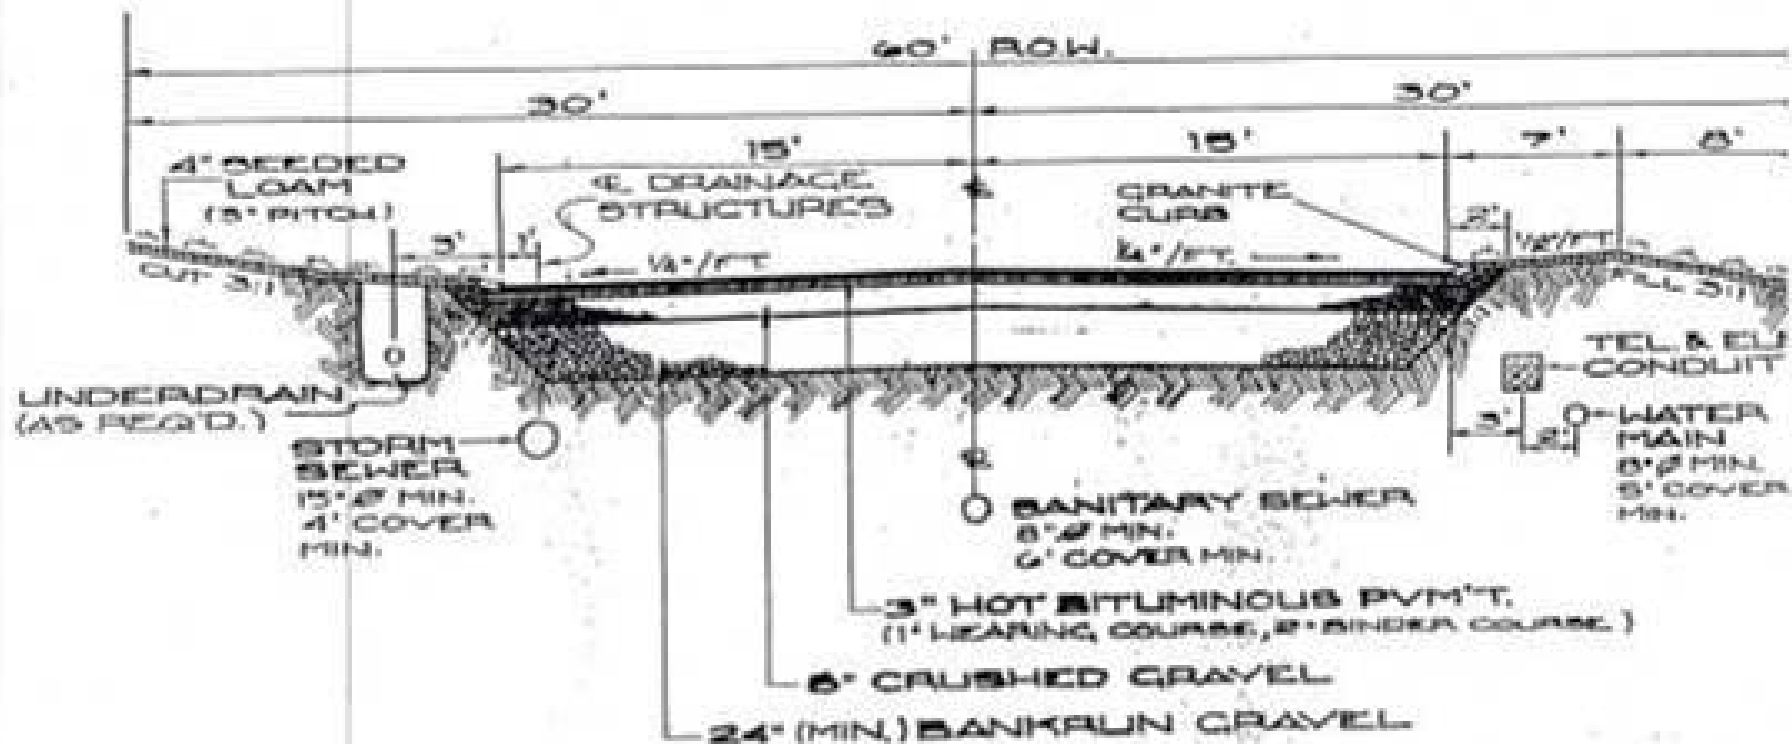 60' R.O.W.
30'
30'
15'
15'
7'
8'
4" SEEDED
LOAM
(3" PITCH)
℄ DRAINAGE
STRUCTURES
GRANITE
CURB
3'
1'
2'
1/4"/FT
1/4"/FT.
1/2"/FT
CUT 3:1
FILL 3:1
UNDERDRAIN
(AS REQ'D.)
STORM
SEWER
15" Ø MIN.
4' COVER
MIN.
TEL. &
CONDUIT
3'
2'
WATER
MAIN
8" Ø MIN.
5' COVER
MIN.
℄
℄
SANITARY SEWER
8" Ø MIN.
6' COVER MIN.
3" HOT BITUMINOUS PVM'T.
(1" WEARING COURSE, 2" BINDER COURSE)
CRUSHED GRAVEL
24" (MIN.) BANKRUN GRAVEL